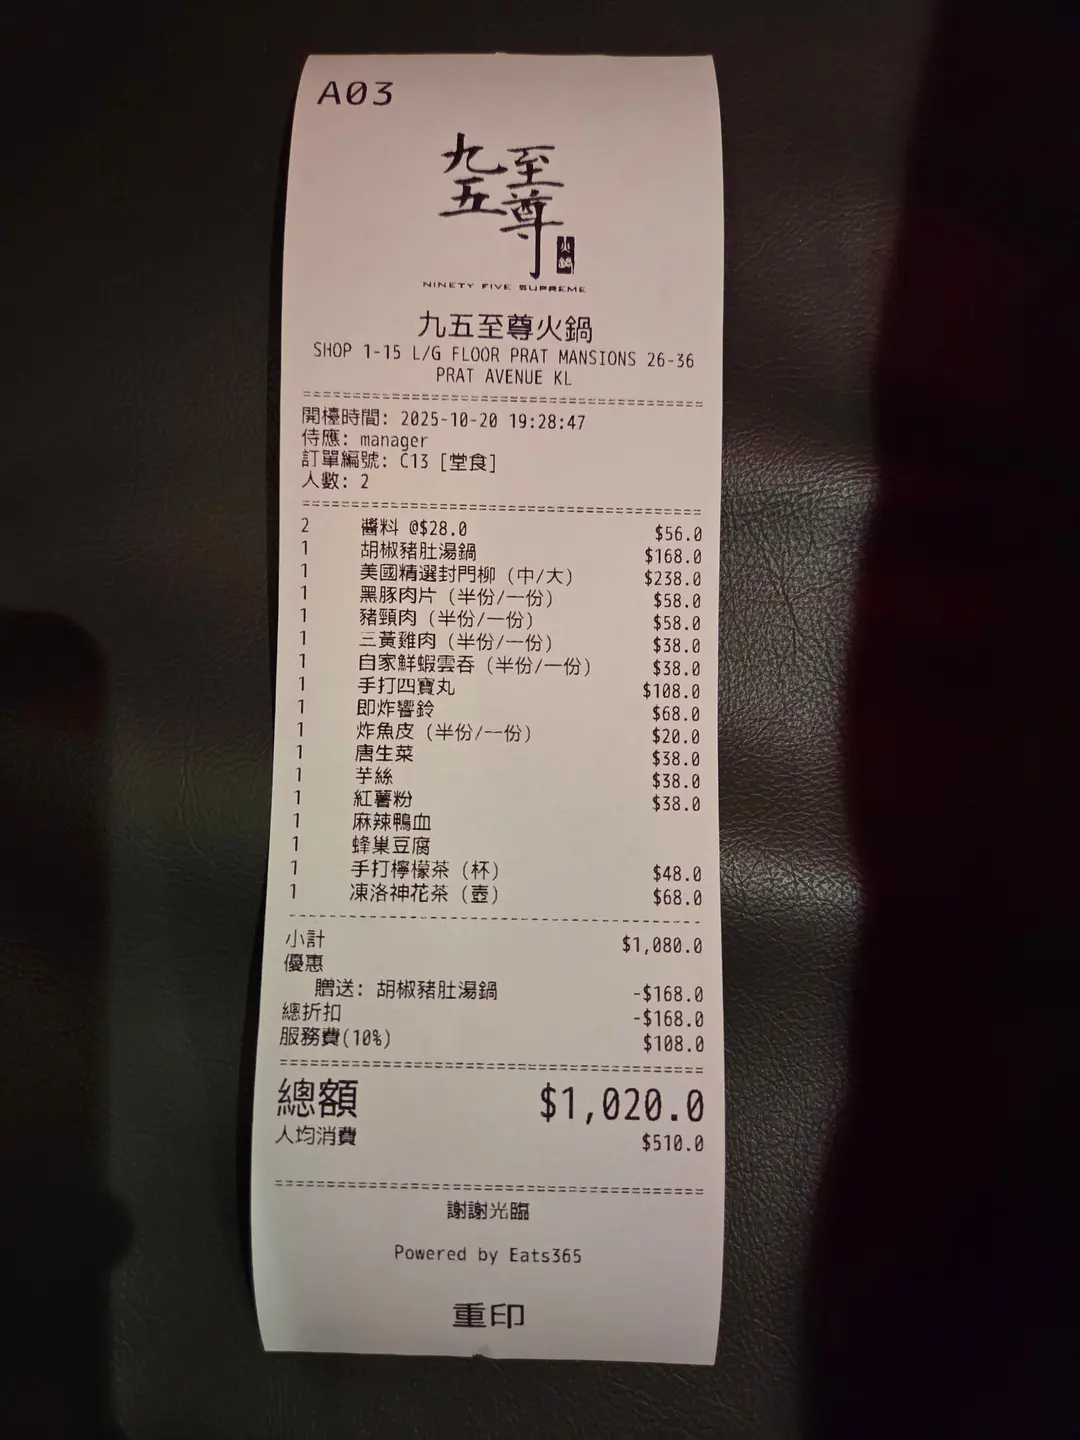 A03
九五至尊
火鍋
NINETY FIVE SUPREME
九五至尊火鍋
SHOP 1-15 L/G FLOOR PRAT MANSIONS 26-36
PRAT AVENUE KL
開檯時間: 2025-10-20 19:28:47
侍應: manager
訂單編號: C13 [堂食]
人數: 2
2 醬料 @$28.0 $56.0
1 胡椒豬肚湯鍋 $168.0
1 美國精選封門柳 (中/大) $238.0
1 黑豚肉片 (半份/一份) $58.0
1 豬頸肉 (半份/一份) $58.0
1 三黃雞肉 (半份/一份) $38.0
1 自家鮮蝦雲吞 (半份/一份) $38.0
1 手打四寶丸 $108.0
1 即炸響鈴 $68.0
1 炸魚皮 (半份/一份) $20.0
1 唐生菜 $38.0
1 芋絲 $38.0
1 紅薯粉 $38.0
1 麻辣鴨血
1 蜂巢豆腐
1 手打檸檬茶 (杯) $48.0
1 凍洛神花茶 (壺) $68.0
小計 $1,080.0
優惠
贈送: 胡椒豬肚湯鍋 -$168.0
總折扣 -$168.0
服務費(10%) $108.0
總額 $1,020.0
人均消費 $510.0
謝謝光臨
Powered by Eats365
重印